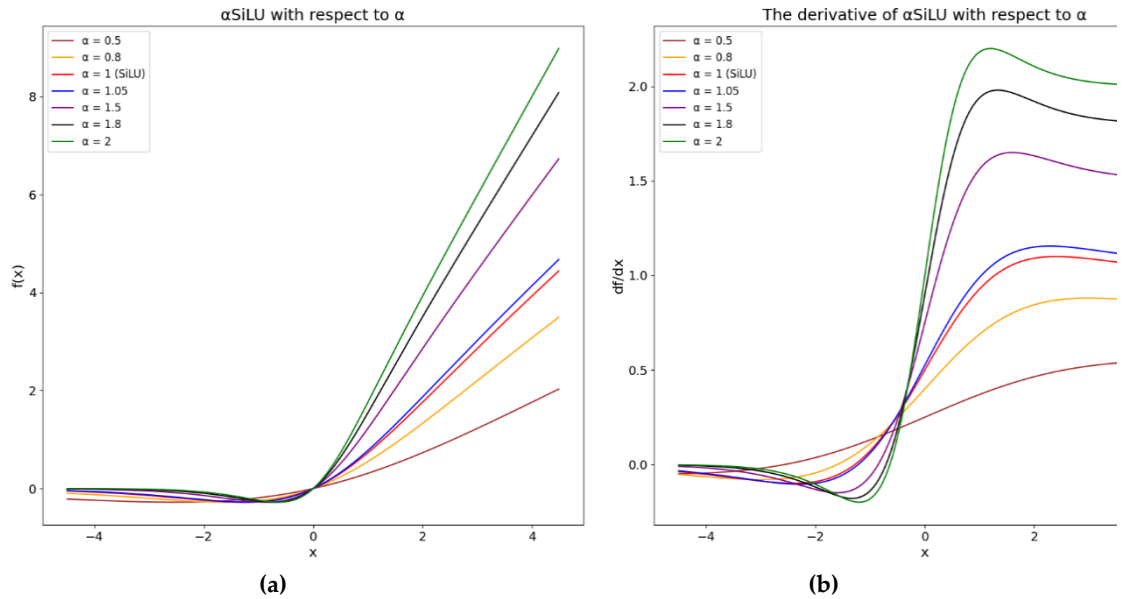 αSiLU with respect to α
α = 0.5
α = 0.8
α = 1 (SiLU)
α = 1.05
α = 1.5
α = 1.8
α = 2
8
6
4
2
0
f(x)
−4
−2
0
2
4
x
(a)
The derivative of αSiLU with respect to α
α = 0.5
α = 0.8
α = 1 (SiLU)
α = 1.05
α = 1.5
α = 1.8
α = 2
2.0
1.5
1.0
0.5
0.0
df/dx
−4
−2
0
2
x
(b)